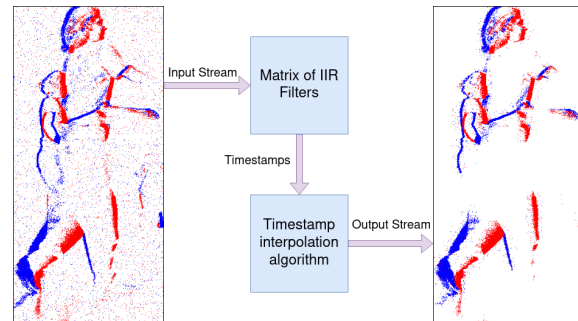 Input Stream
Matrix of IIR
Filters
Timestamps
Timestamp
interpolation
algorithm
Output Stream